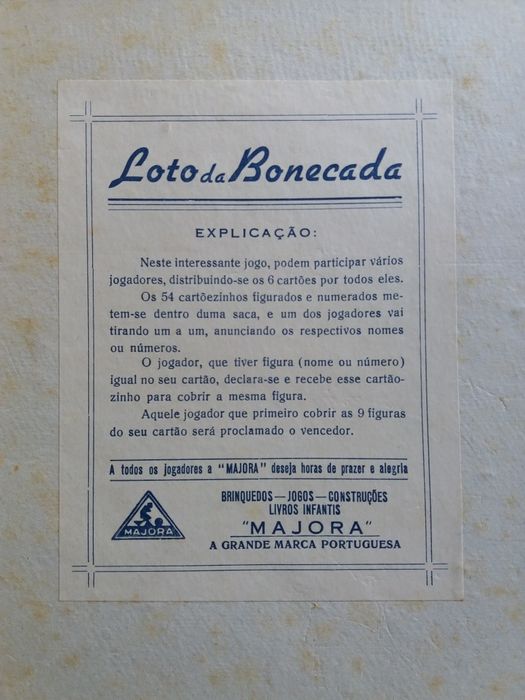 Loto da Bonecada
EXPLICAÇÃO:
Neste interessante jogo, podem participar vários
jogadores, distribuindo-se os 6 cartões por todos eles.
Os 54 cartõezinhos figurados e numerados me-
tem-se dentro duma saca, e um dos jogadores vai
tirando um a um, anunciando os respectivos nomes
ou números.
O jogador, que tiver figura (nome ou número)
igual no seu cartão, declara-se e recebe esse cartão-
zinho para cobrir a mesma figura.
Aquele jogador que primeiro cobrir as 9 figuras
do seu cartão será proclamado o vencedor.
A todos os jogadores a "MAJORA" deseja horas de prazer e alegria
BRINQUEDOS—JOGOS—CONSTRUÇÕES
LIVROS INFANTIS
"MAJORA"
A GRANDE MARCA PORTUGUESA
MAJORA